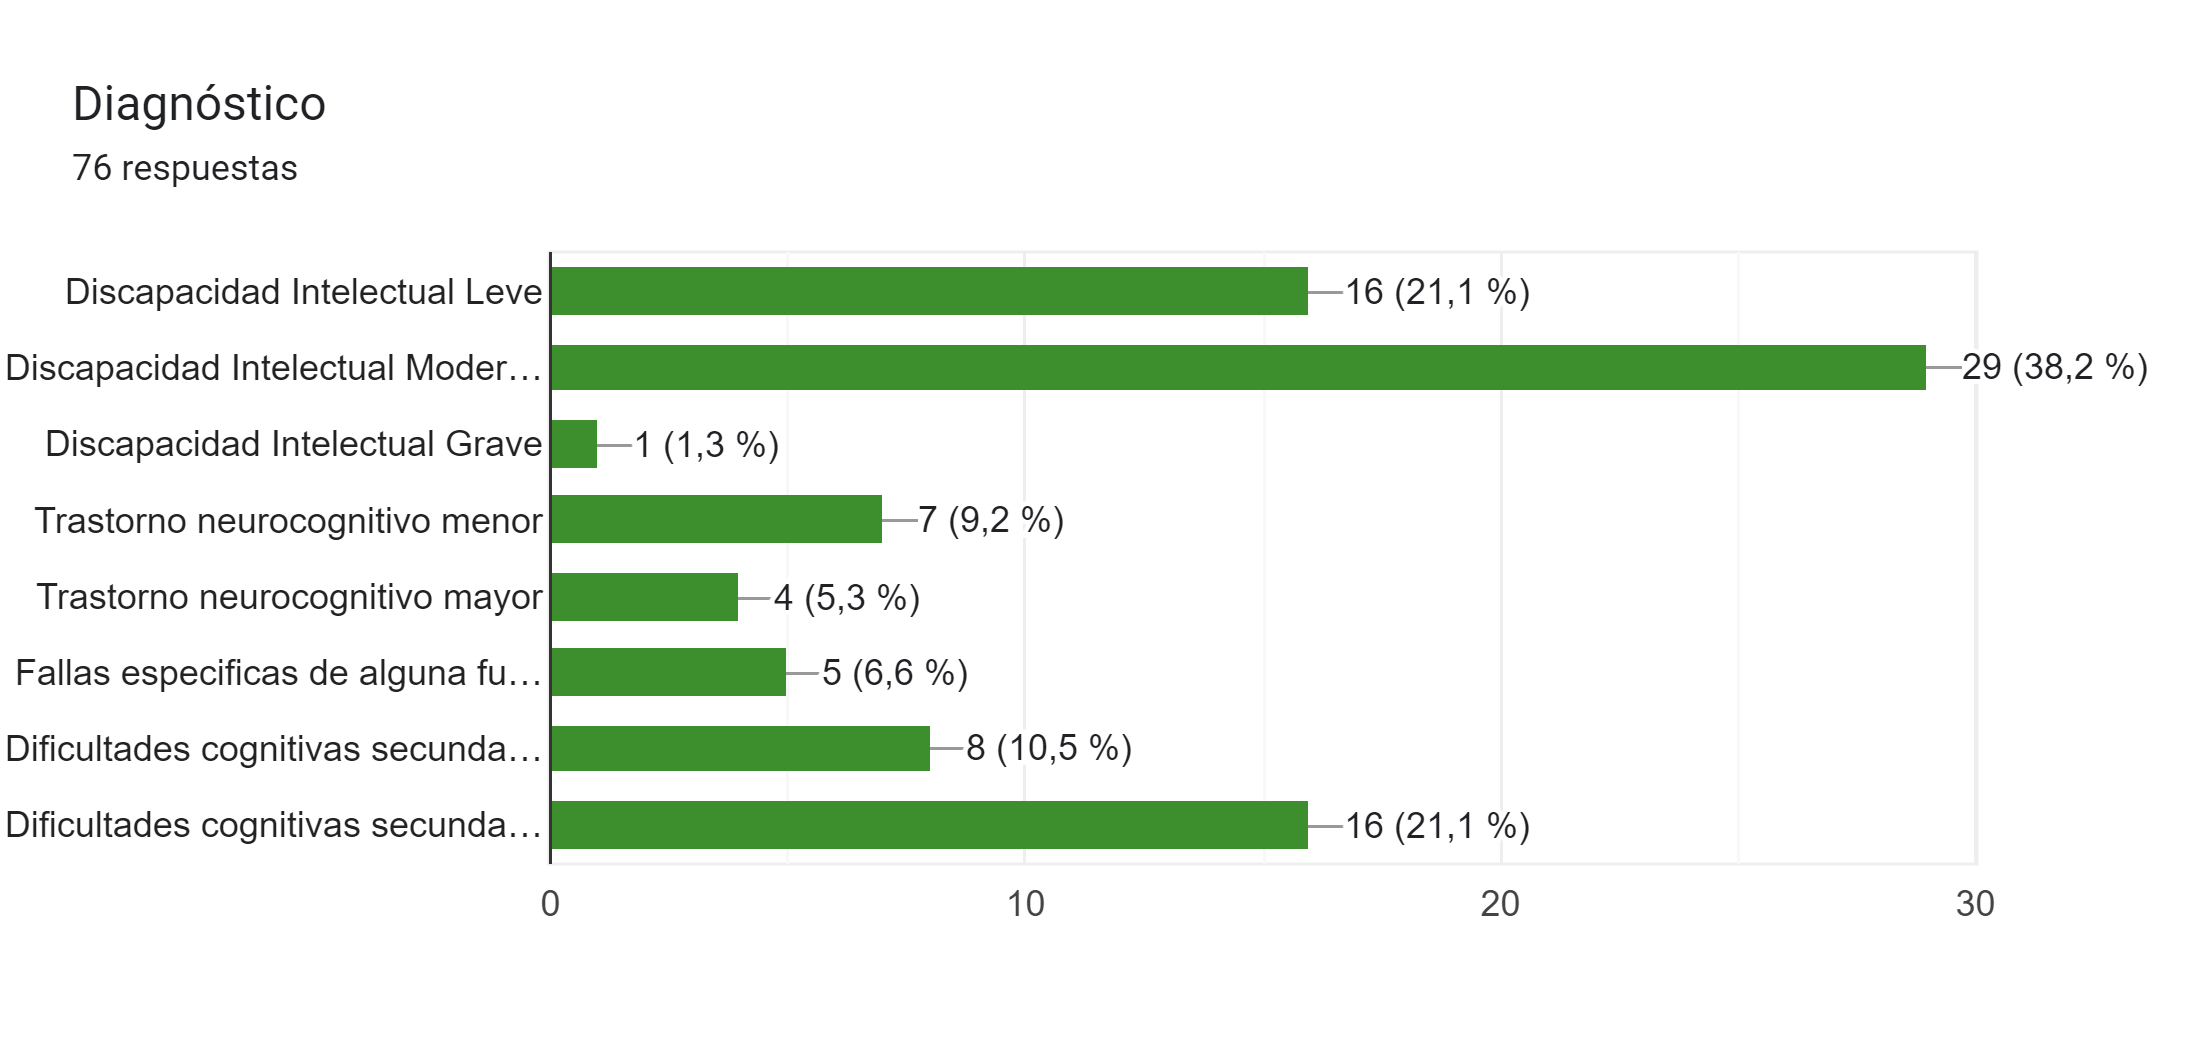 Diagnóstico
76 respuestas
Discapacidad Intelectual Leve 16 (21,1 %)
Discapacidad Intelectual Moder… 29 (38,2 %)
Discapacidad Intelectual Grave 1 (1,3 %)
Trastorno neurocognitivo menor 7 (9,2 %)
Trastorno neurocognitivo mayor 4 (5,3 %)
Fallas especificas de alguna fu… 5 (6,6 %)
Dificultades cognitivas secunda… 8 (10,5 %)
Dificultades cognitivas secunda… 16 (21,1 %)
0 10 20 30